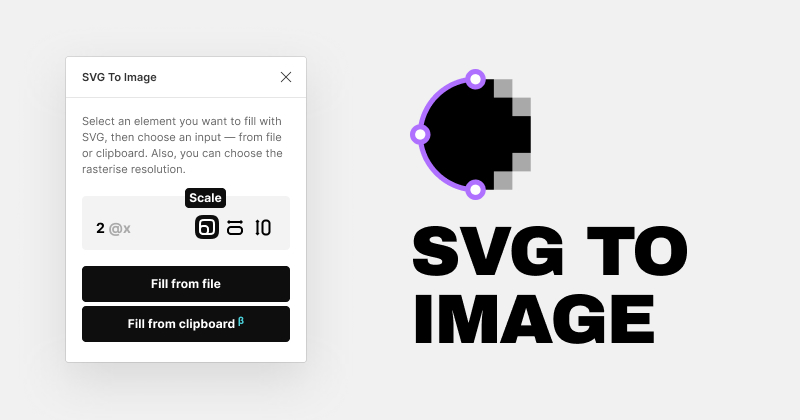 SVG To Image
Select an element you want to fill with
SVG, then choose an input — from file
or clipboard. Also, you can choose the
rasterise resolution.
Scale
2 @x
Fill from file
Fill from clipboard β
SVG TO
IMAGE